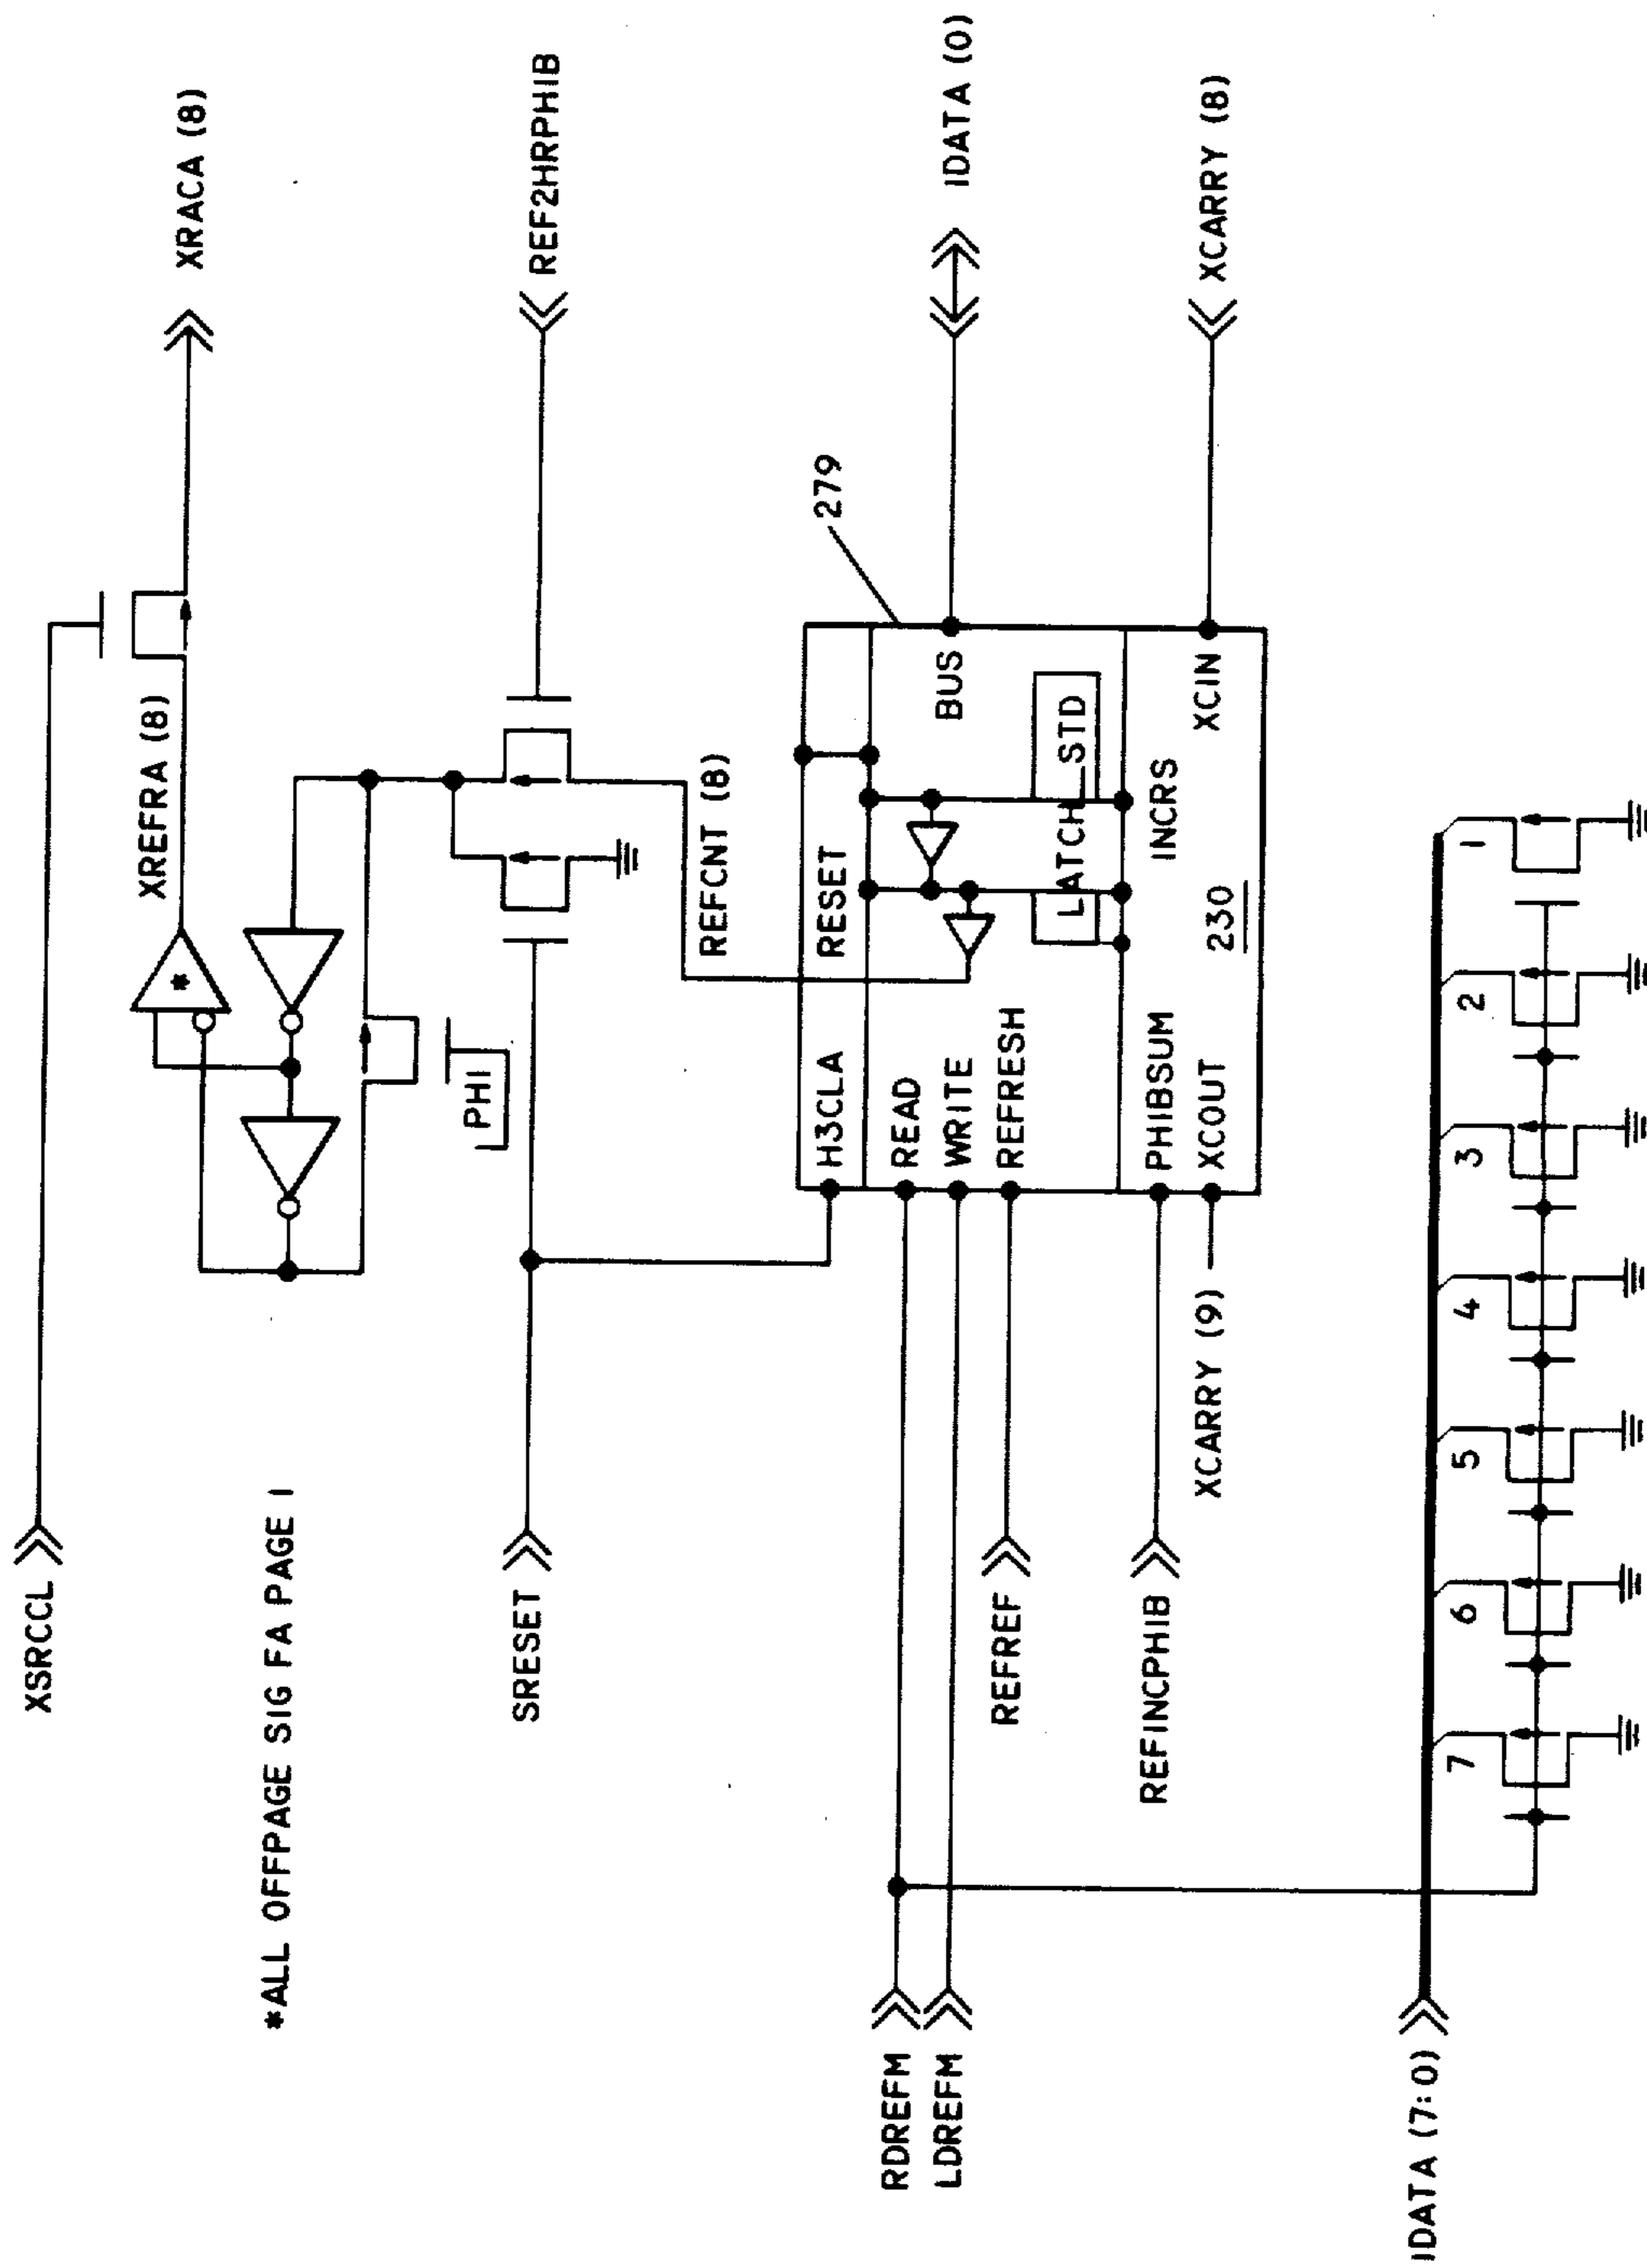 XSRCCL
XRACA (8)
XREFRA (8)
*
*ALL OFFPAGE SIG FA PAGE 1
PHI
SRESET
REF2HRPHIB
REFCNT (8)
279
H3CLA
RESET
RDREFM
READ
BUS
IDATA (0)
LDREFM
WRITE
REFREF
REFRESH
LATCH_STD
REFINCPHIB
PHIBSUM
INCRS
XCARRY (9)
XCOUT
230
XCIN
XCARRY (8)
IDATA (7:0)
7
6
5
4
3
2
1